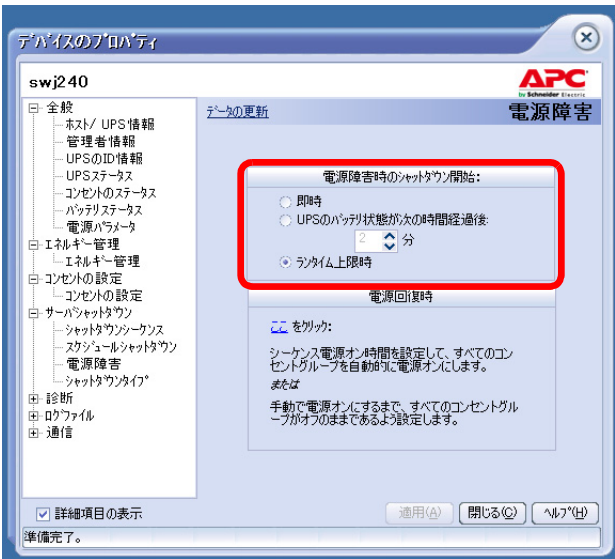 デバイスのプロパティ
swj240
APC
by Schneider Electric
電源障害
データの更新
全般
ホスト/ UPS情報
管理者情報
UPSのID情報
UPSステータス
コンセントのステータス
バッテリステータス
電源パラメータ
エネルギー管理
エネルギー管理
コンセントの設定
コンセントの設定
サーバシャットダウン
シャットダウンシーケンス
スケジュールシャットダウン
電源障害
シャットダウンタイプ
診断
ログファイル
通信
電源障害時のシャットダウン開始:
即時
UPSのバッテリ状態が次の時間経過後:
2 分
ランタイム上限時
電源回復時
ここ をクリック:
シーケンス電源オン時間を設定して、すべてのコン
セントグループを自動的に電源オンにします。
または
手動で電源オンにするまで、すべてのコンセントグル
ープがオフのままであるよう設定します。
詳細項目の表示
適用(A) 閉じる(C) ヘルプ(H)
準備完了。